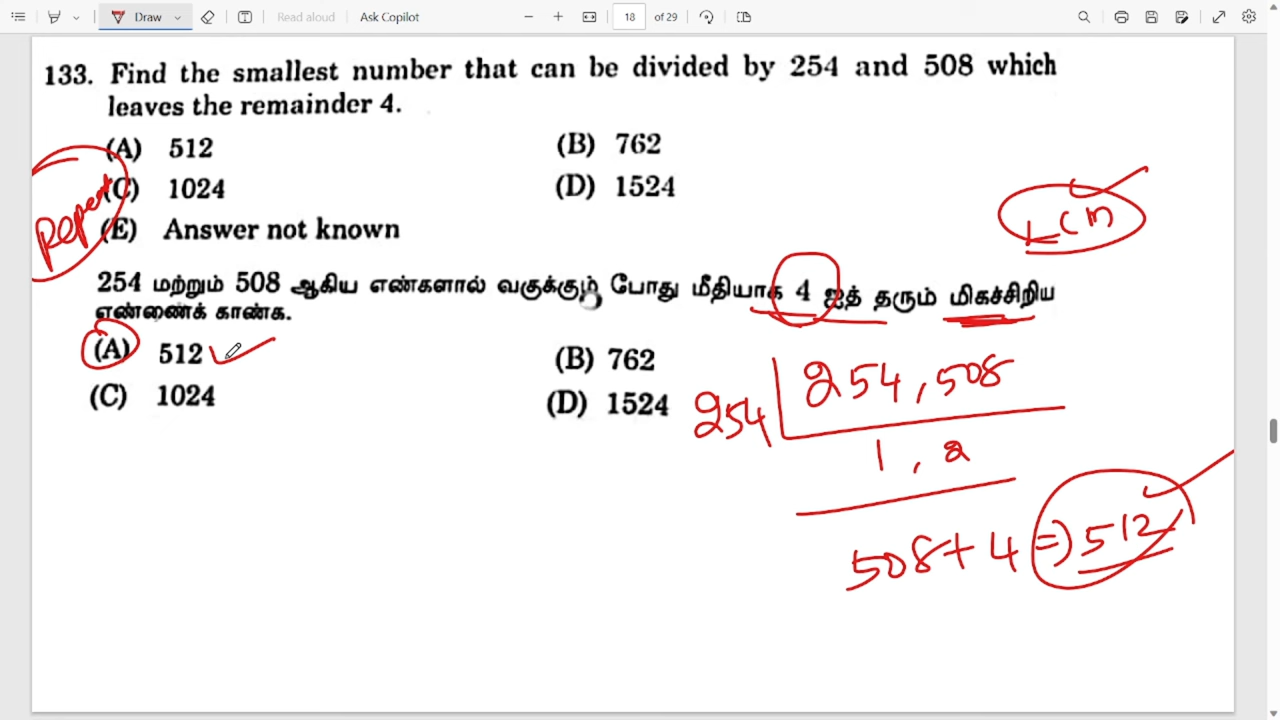 Draw
Read aloud
Ask Copilot
18 of 29
133. Find the smallest number that can be divided by 254 and 508 which
leaves the remainder 4.
(A) 512
(B) 762
(C) 1024
(D) 1524
(E) Answer not known
Repeat
LCM
254 மற்றும் 508 ஆகிய எண்களால் வகுக்கும் போது மீதியாக 4 ஐத் தரும் மிகச்சிறிய
எண்ணைக் காண்க.
(A) 512
(B) 762
(C) 1024
(D) 1524
254 254, 508
1, 2
508 + 4 => 512